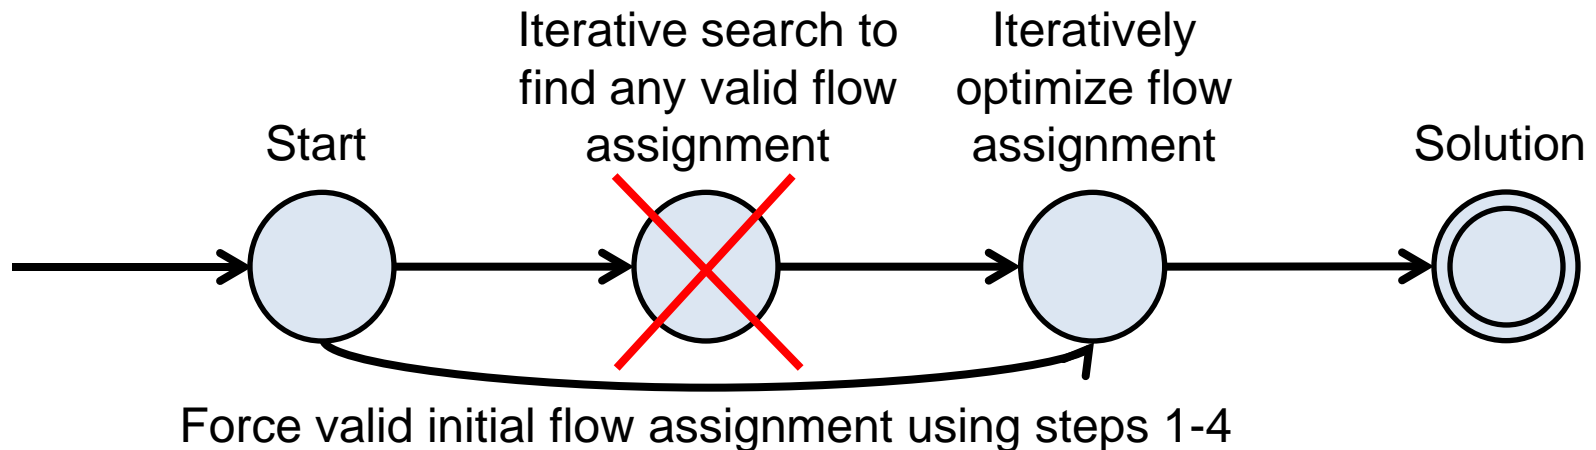 Start
Iterative search to
find any valid flow
assignment
Iteratively
optimize flow
assignment
Solution
Force valid initial flow assignment using steps 1-4